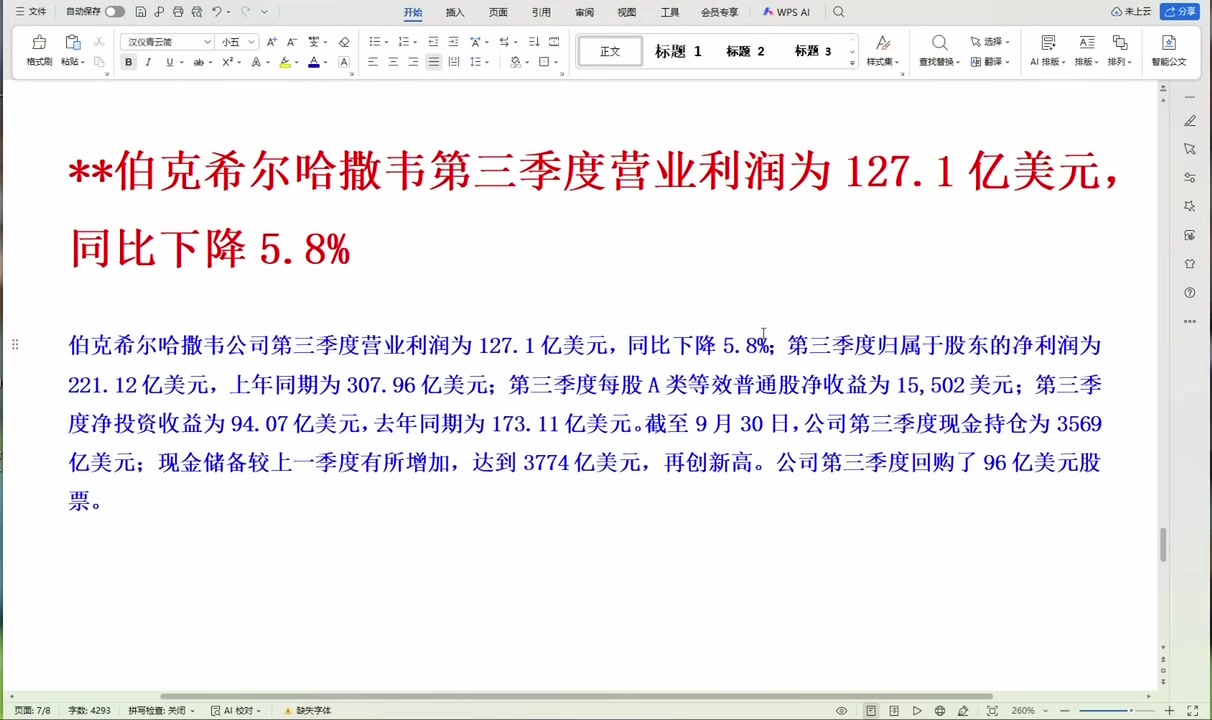 文件 自动保存 开始 插入 页面 引用 审阅 视图 工具 会员专享 WPS AI 未上云 分享
汉仪青云简 小五 A+ A- 正文 标题 1 标题 2 标题 3 选择
格式刷 粘贴 B I U ab X² A A A 样式集 查找替换 翻译 AI 排版 排版 排列 智能公文
**伯克希尔哈撒韦第三季度营业利润为 127.1 亿美元，
同比下降 5.8%
伯克希尔哈撒韦公司第三季度营业利润为 127.1 亿美元，同比下降 5.8%；第三季度归属于股东的净利润为
221.12 亿美元，上年同期为 307.96 亿美元；第三季度每股 A 类等效普通股净收益为 15,502 美元；第三季
度净投资收益为 94.07 亿美元，去年同期为 173.11 亿美元。截至 9 月 30 日，公司第三季度现金持仓为 3569
亿美元；现金储备较上一季度有所增加，达到 3774 亿美元，再创新高。公司第三季度回购了 96 亿美元股
票。
页面: 7/8 字数: 4293 拼写检查: 关闭 AI 校对 缺失字体 260%